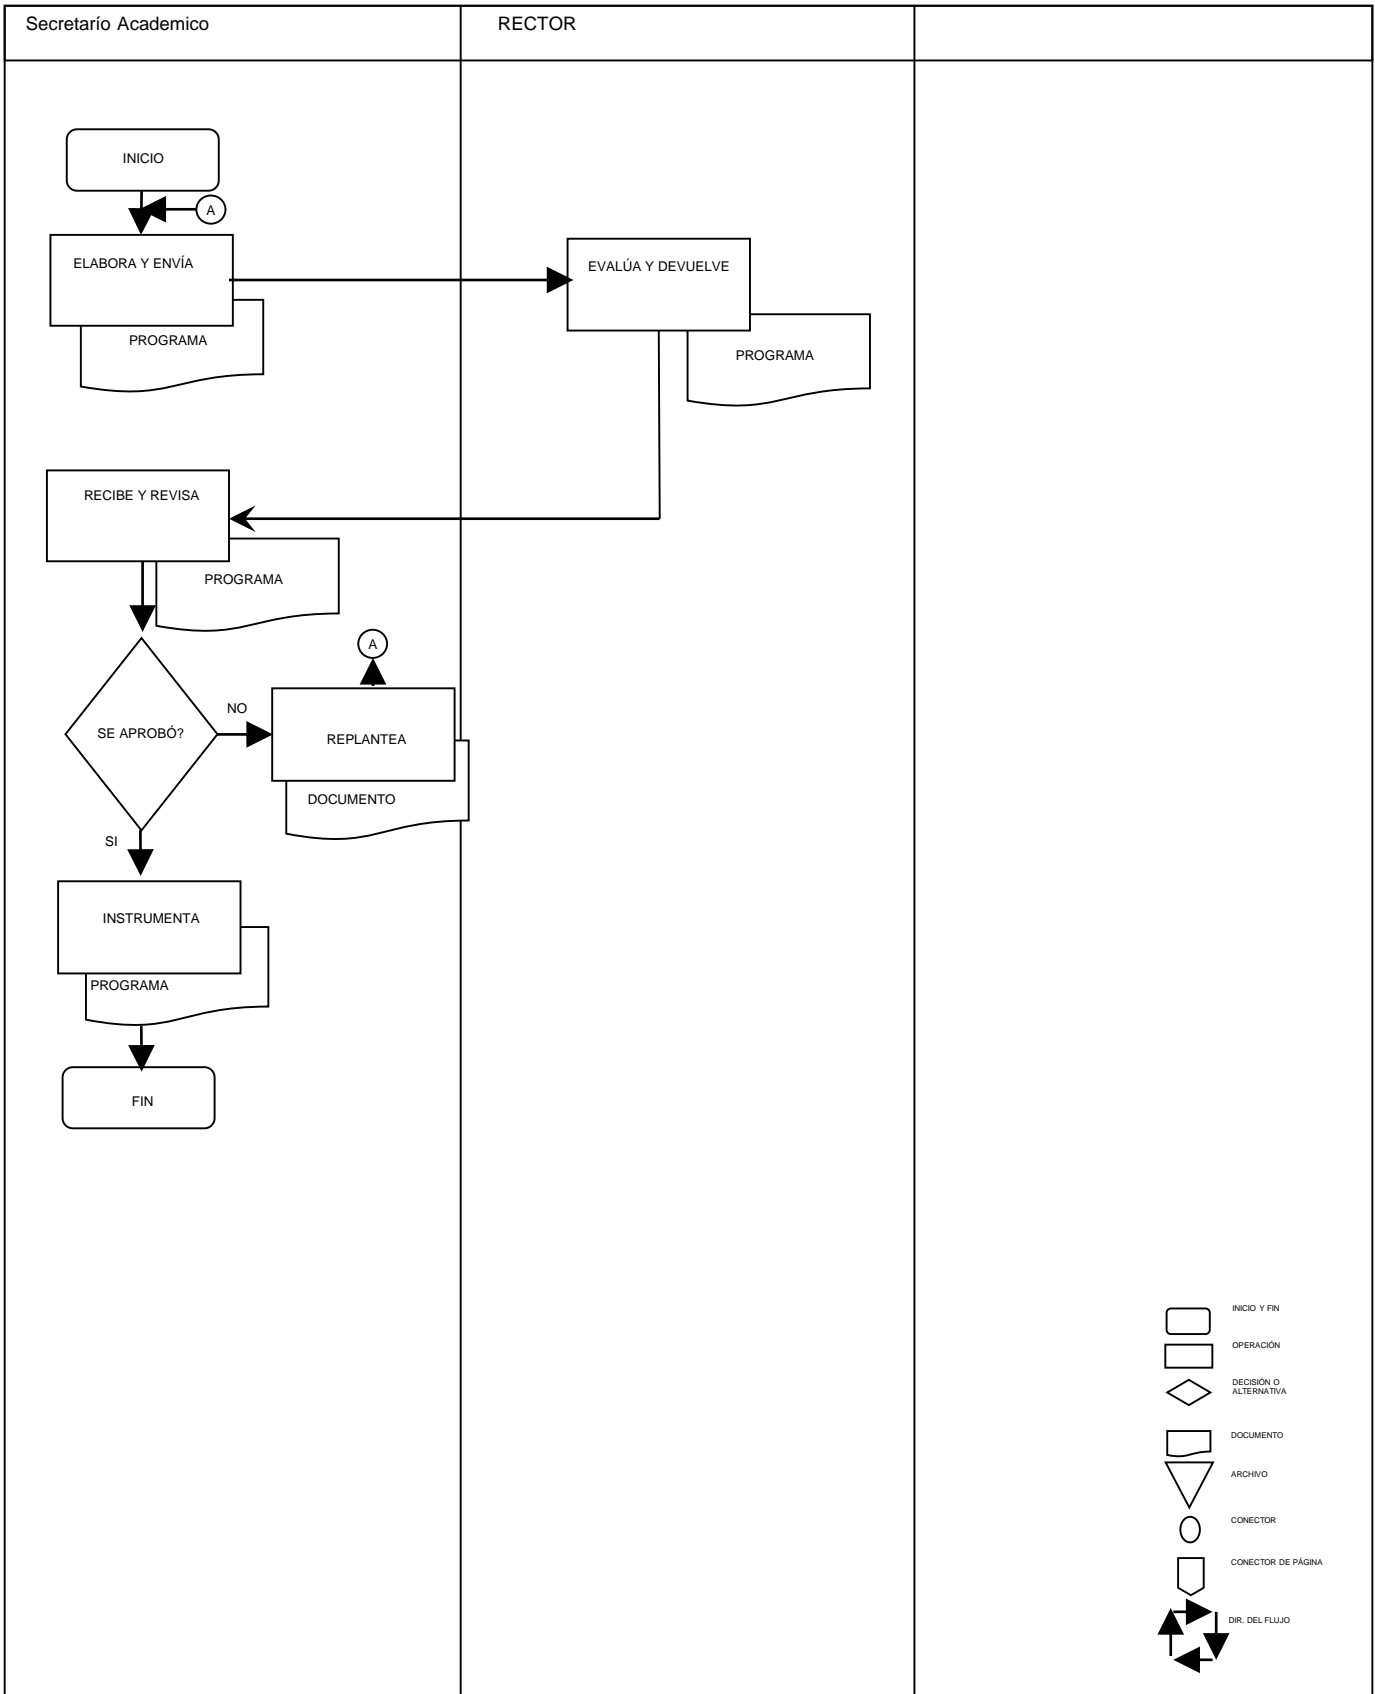 Secretarío Academico
RECTOR
INICIO
A
ELABORA Y ENVÍA
PROGRAMA
EVALÚA Y DEVUELVE
PROGRAMA
RECIBE Y REVISA
PROGRAMA
A
SE APROBÓ?
NO
REPLANTEA
DOCUMENTO
SI
INSTRUMENTA
PROGRAMA
FIN
INICIO Y FIN
OPERACIÓN
DECISIÓN O
ALTERNATIVA
DOCUMENTO
ARCHIVO
CONECTOR
CONECTOR DE PÁGINA
DIR. DEL FLUJO